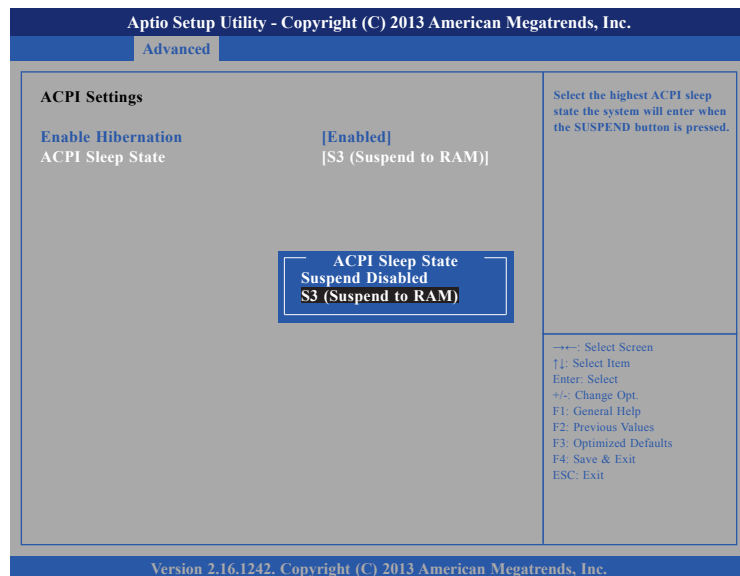 Aptio Setup Utility - Copyright (C) 2013 American Megatrends, Inc.
Advanced
ACPI Settings
Enable Hibernation [Enabled]
ACPI Sleep State [S3 (Suspend to RAM)]
ACPI Sleep State
Suspend Disabled
S3 (Suspend to RAM)
Select the highest ACPI sleep
state the system will enter when
the SUSPEND button is pressed.
→←: Select Screen
↑↓: Select Item
Enter: Select
+/-: Change Opt.
F1: General Help
F2: Previous Values
F3: Optimized Defaults
F4: Save & Exit
ESC: Exit
Version 2.16.1242. Copyright (C) 2013 American Megatrends, Inc.